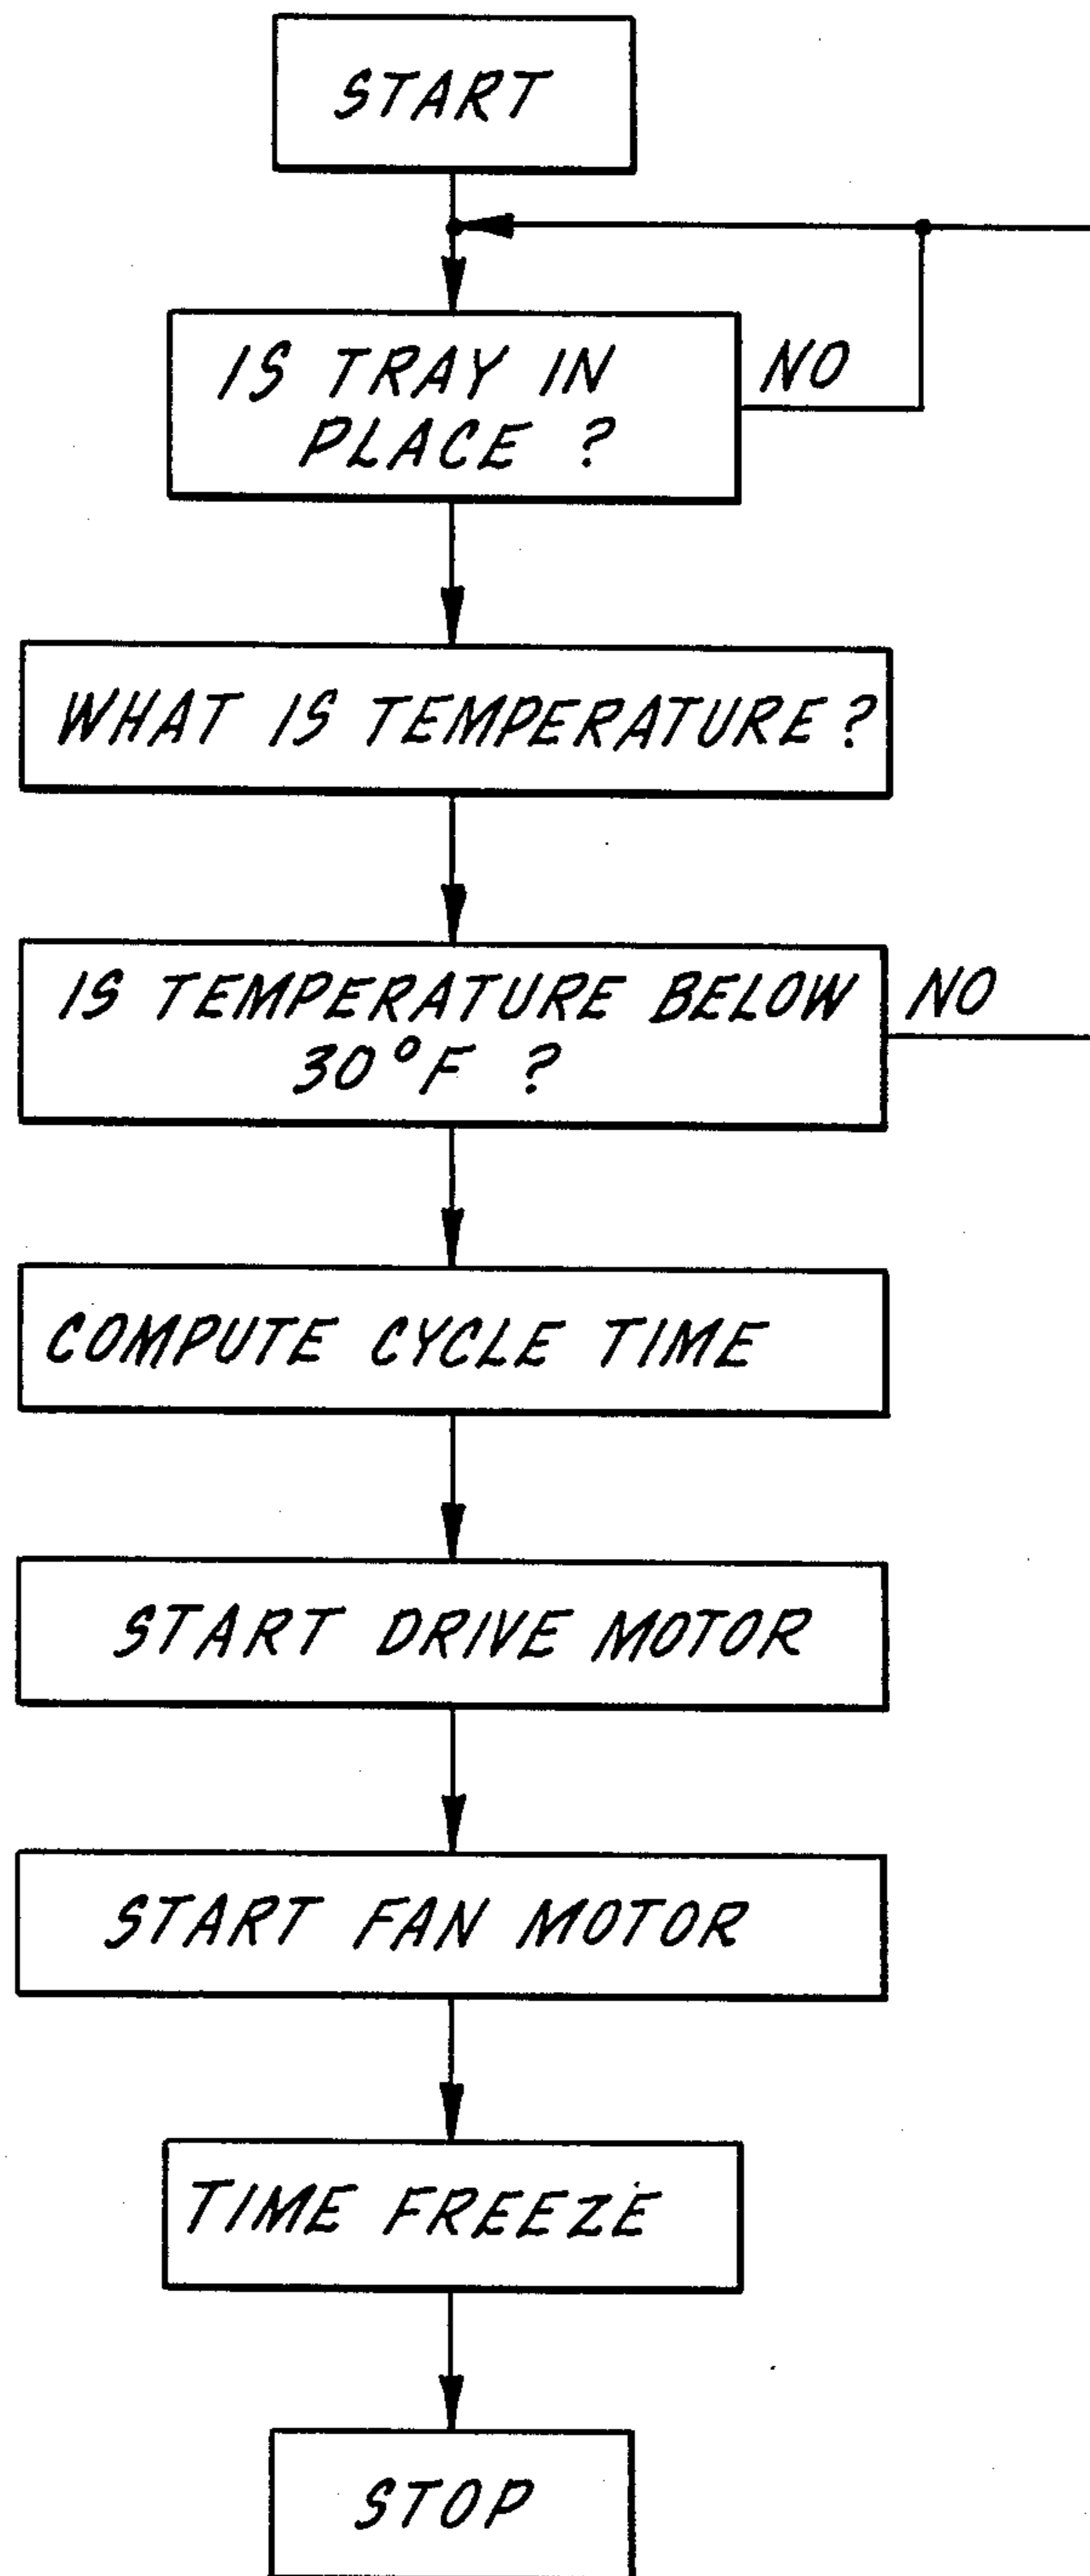 START
IS TRAY IN
PLACE ?
NO
WHAT IS TEMPERATURE ?
IS TEMPERATURE BELOW
30°F ?
NO
COMPUTE CYCLE TIME
START DRIVE MOTOR
START FAN MOTOR
TIME FREEZE
STOP